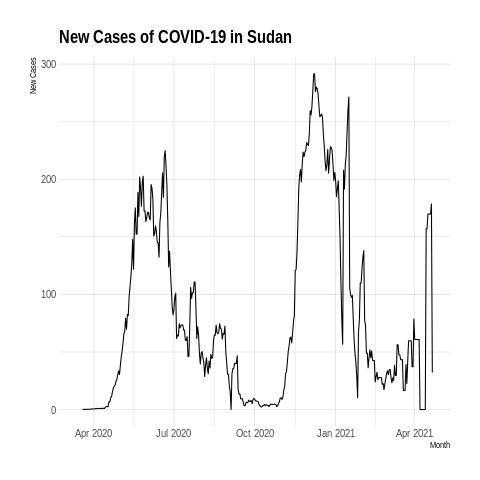 New Cases of COVID-19 in Sudan
New Cases
300
200
100
0
Apr 2020
Jul 2020
Oct 2020
Jan 2021
Apr 2021
Month